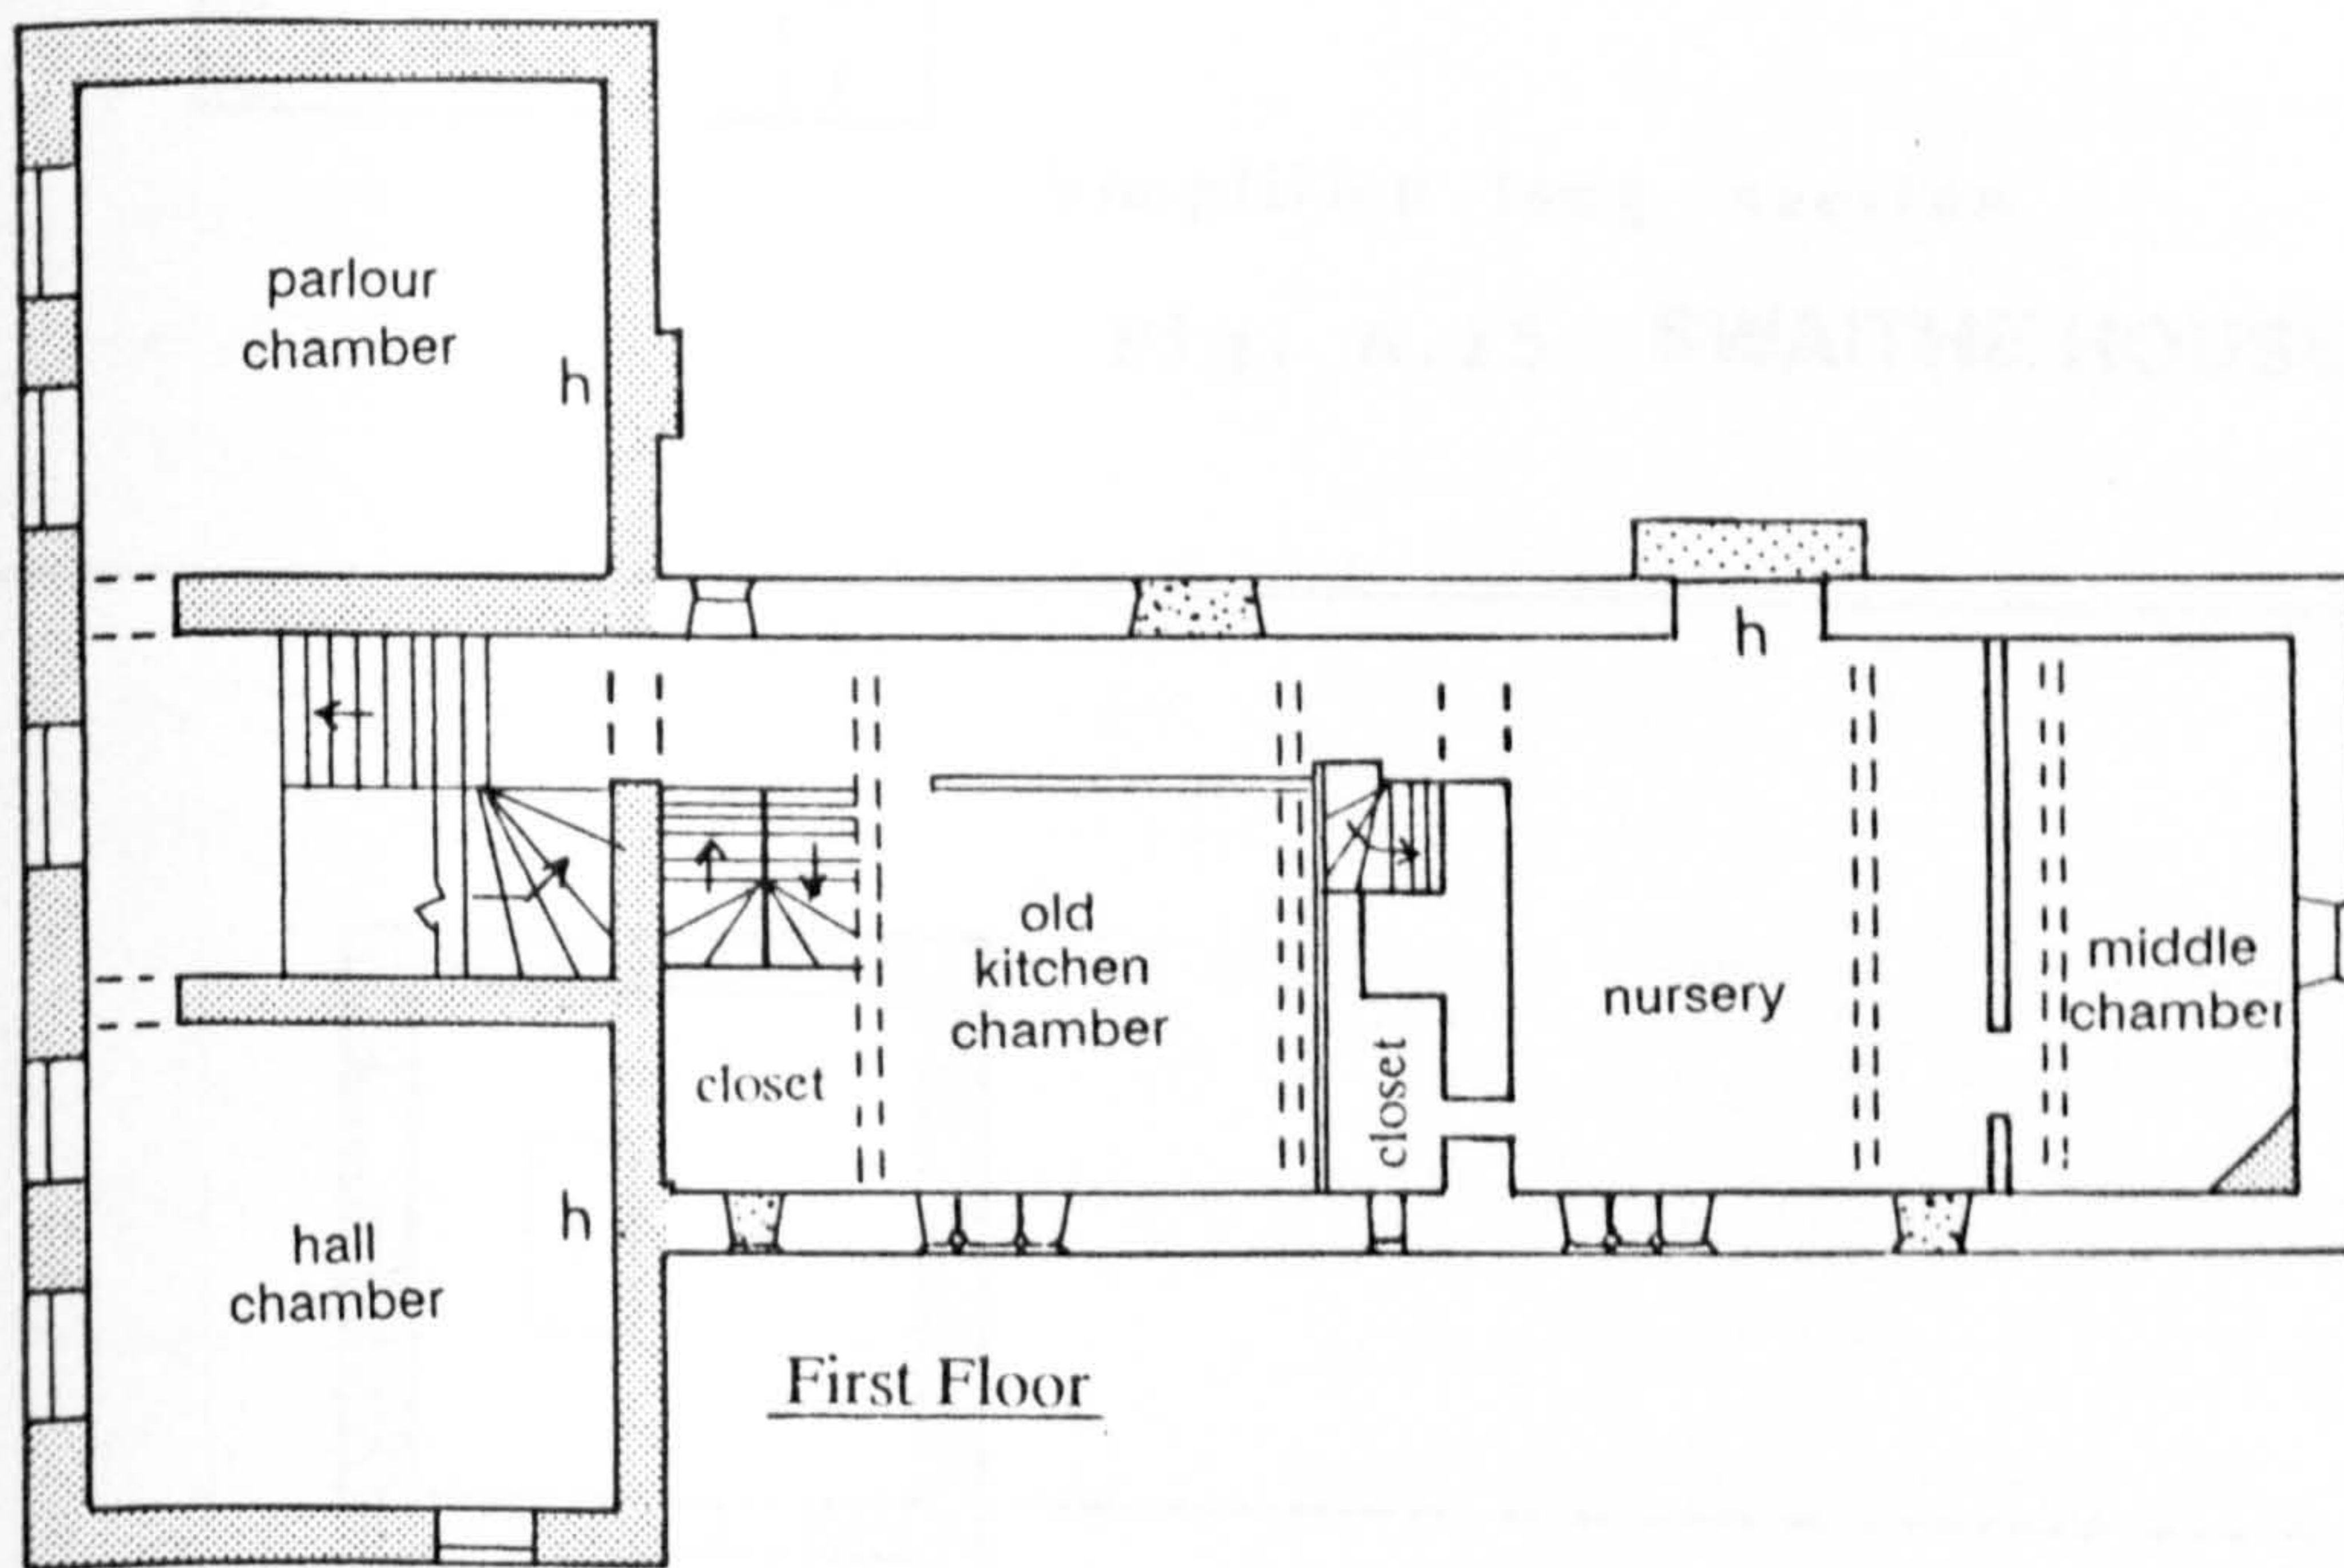 parlour
chamber
h
h
old
kitchen
chamber
nursery
middle
chamber
closet
closet
hall
chamber
h
First Floor